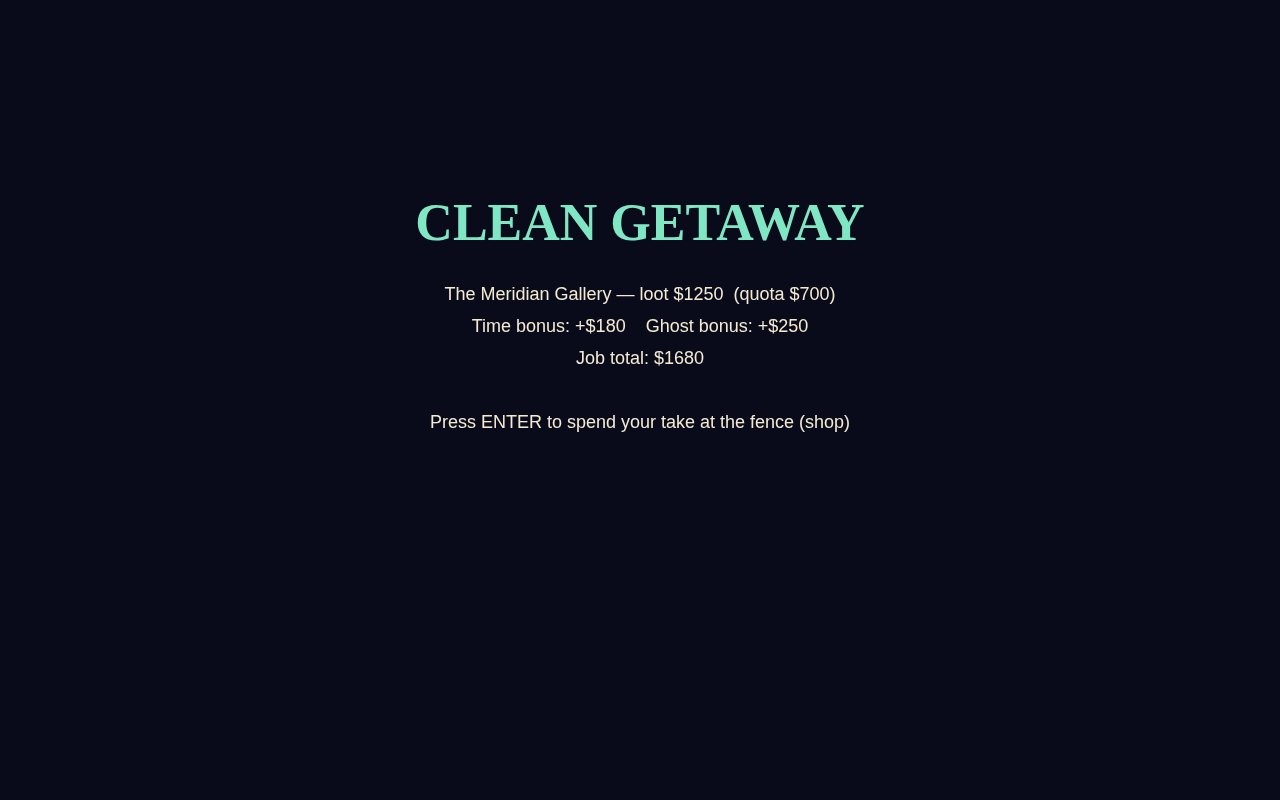 CLEAN GETAWAY
The Meridian Gallery — loot $1250  (quota $700)
Time bonus: +$180    Ghost bonus: +$250
Job total: $1680
Press ENTER to spend your take at the fence (shop)